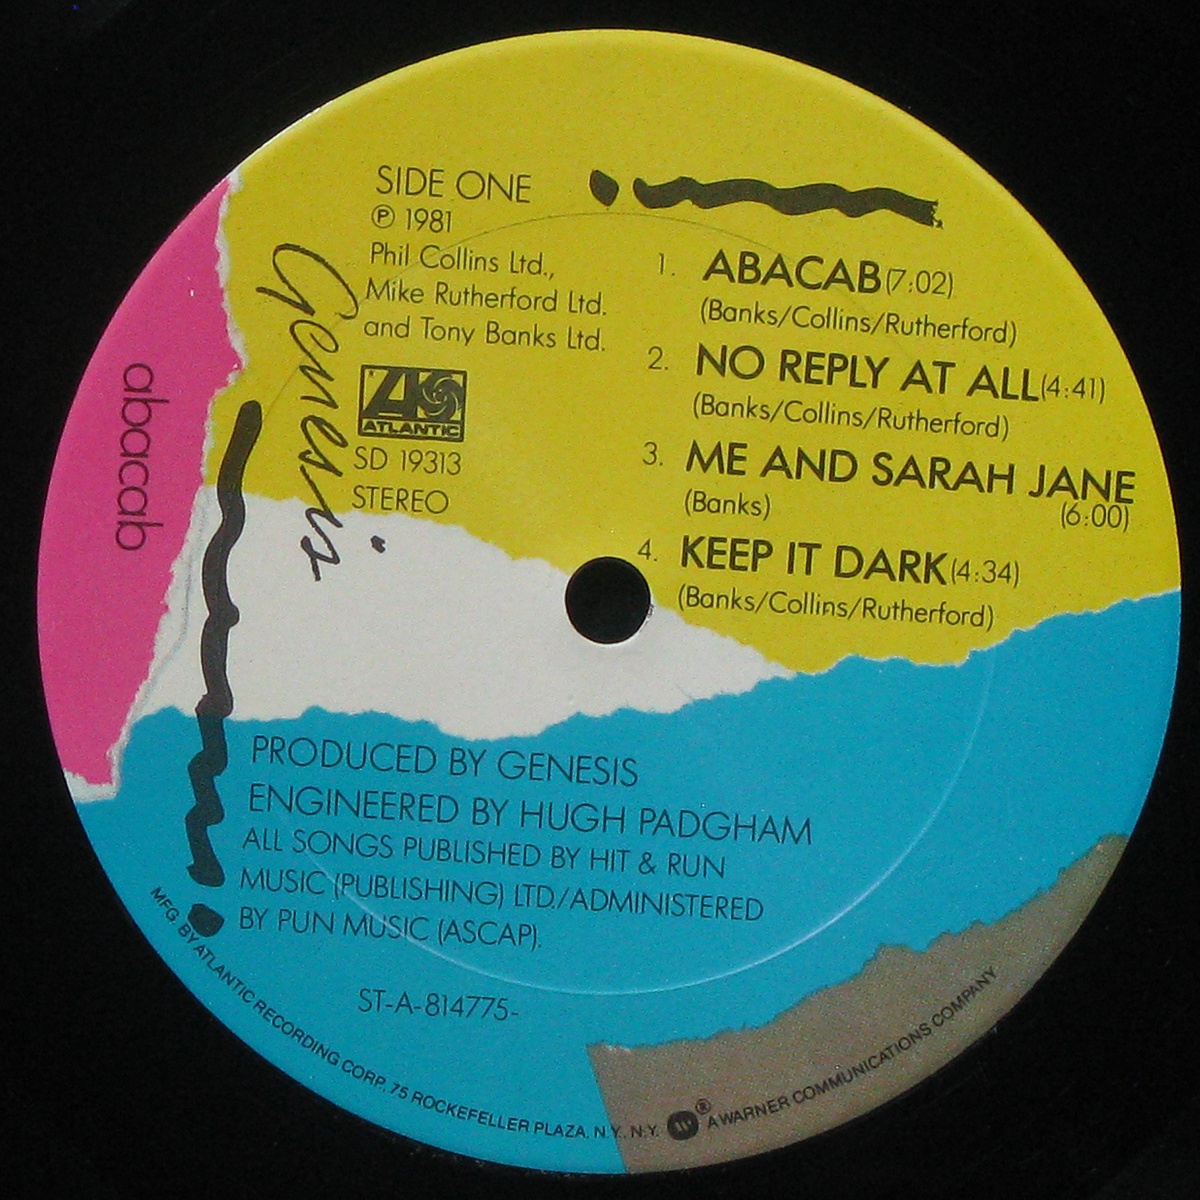 SIDE ONE
℗ 1981
Phil Collins Ltd.,
Mike Rutherford Ltd.
and Tony Banks Ltd.
ATLANTIC
SD 19313
STEREO
Genesis
abacab
1. ABACAB (7:02)
(Banks/Collins/Rutherford)
2. NO REPLY AT ALL (4:41)
(Banks/Collins/Rutherford)
3. ME AND SARAH JANE
(Banks) (6:00)
4. KEEP IT DARK (4:34)
(Banks/Collins/Rutherford)
PRODUCED BY GENESIS
ENGINEERED BY HUGH PADGHAM
ALL SONGS PUBLISHED BY HIT & RUN
MUSIC (PUBLISHING) LTD./ADMINISTERED
BY PUN MUSIC (ASCAP).
ST-A-814775-
MFG. BY ATLANTIC RECORDING CORP., 75 ROCKEFELLER PLAZA, N.Y., N.Y. ® A WARNER COMMUNICATIONS COMPANY